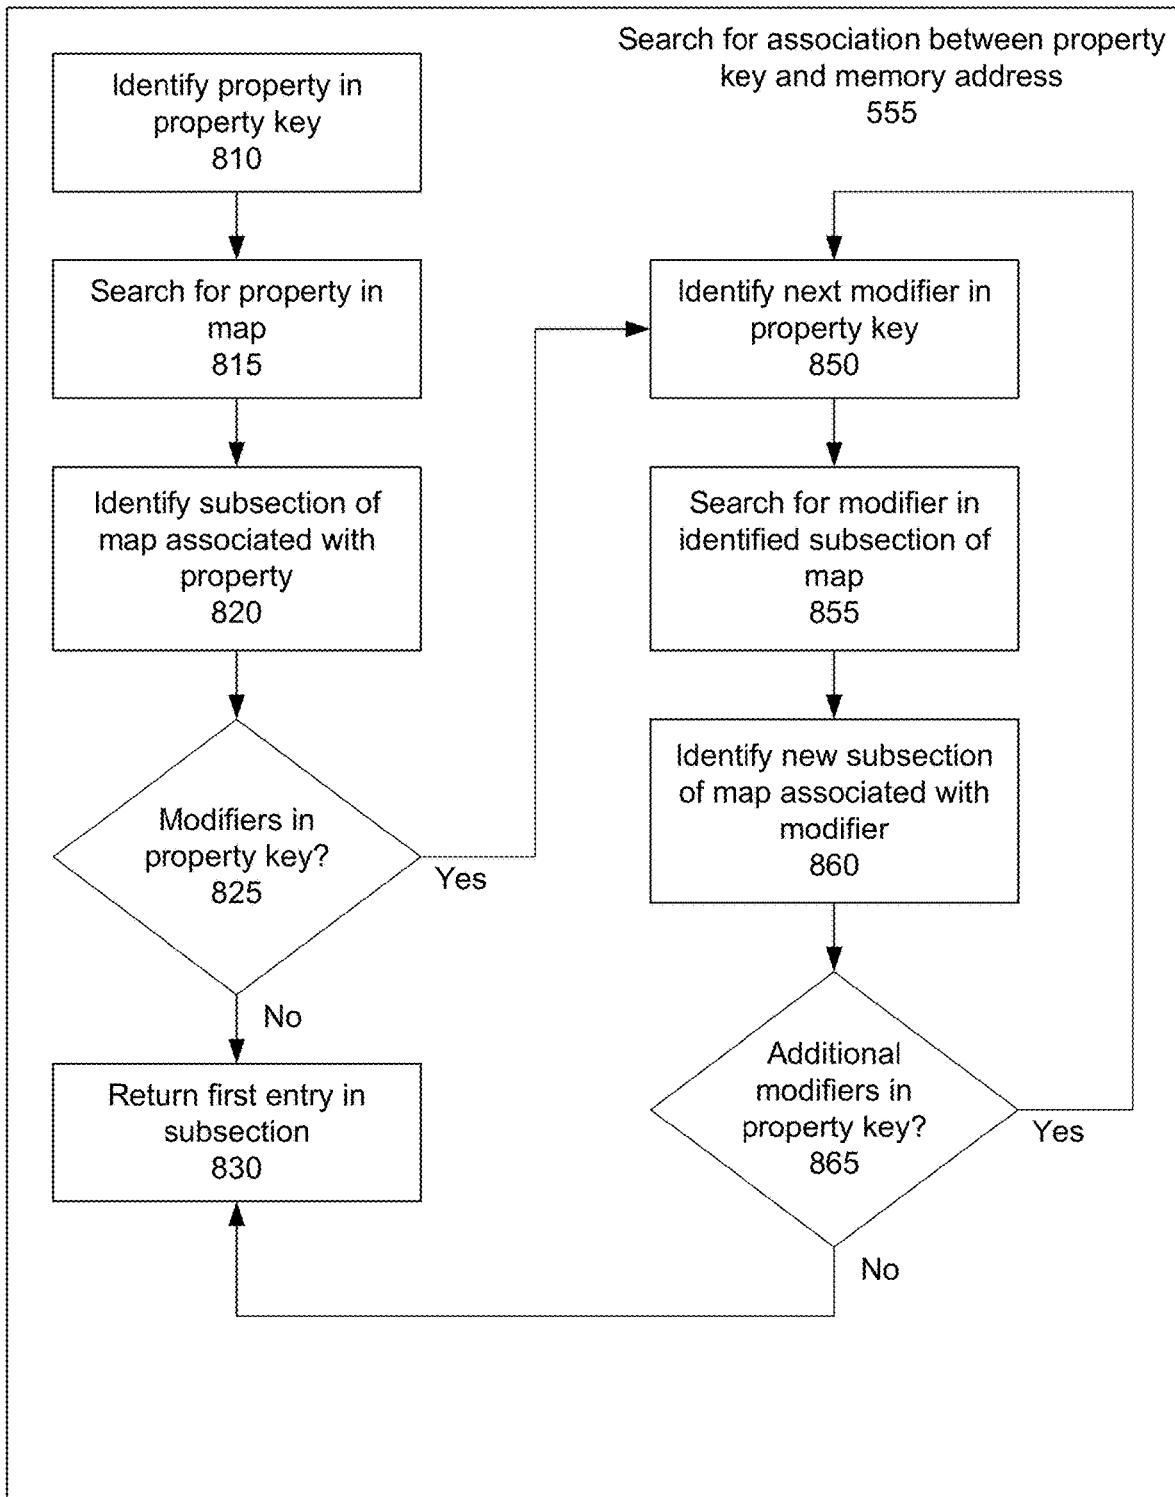 Search for association between property
key and memory address
555
Identify property in
property key
810
Search for property in
map
815
Identify subsection of
map associated with
property
820
Modifiers in
property key?
825
Yes
No
Return first entry in
subsection
830
Identify next modifier in
property key
850
Search for modifier in
identified subsection of
map
855
Identify new subsection
of map associated with
modifier
860
Additional
modifiers in
property key?
865
Yes
No